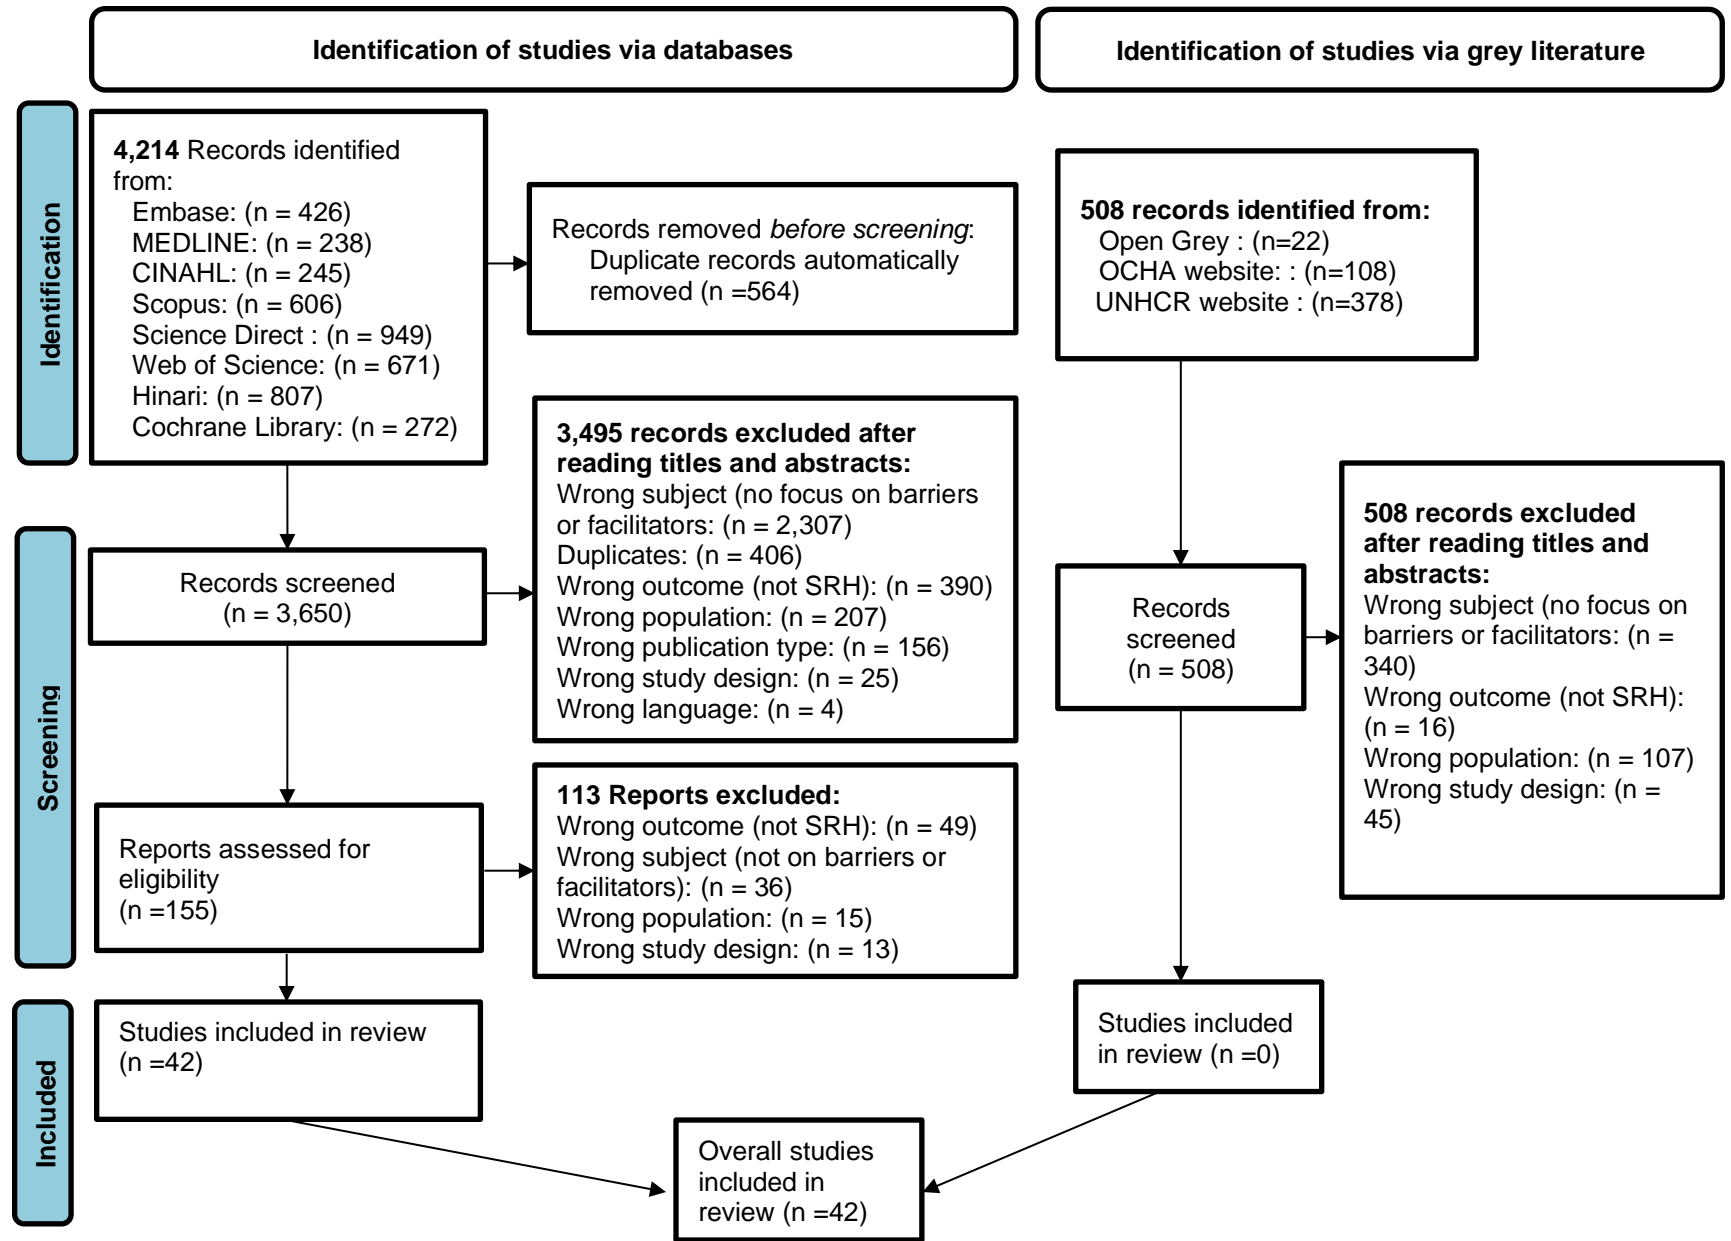 Identification of studies via databases
Identification of studies via grey literature
Identification
4,214 Records identified
from:
Embase: (n = 426)
MEDLINE: (n = 238)
CINAHL: (n = 245)
Scopus: (n = 606)
Science Direct : (n = 949)
Web of Science: (n = 671)
Hinari: (n = 807)
Cochrane Library: (n = 272)
Records removed before screening:
Duplicate records automatically
removed (n =564)
508 records identified from:
Open Grey : (n=22)
OCHA website: : (n=108)
UNHCR website : (n=378)
Screening
Records screened
(n = 3,650)
3,495 records excluded after
reading titles and abstracts:
Wrong subject (no focus on barriers
or facilitators: (n = 2,307)
Duplicates: (n = 406)
Wrong outcome (not SRH): (n = 390)
Wrong population: (n = 207)
Wrong publication type: (n = 156)
Wrong study design: (n = 25)
Wrong language: (n = 4)
Records
screened
(n = 508)
508 records excluded
after reading titles and
abstracts:
Wrong subject (no focus on
barriers or facilitators: (n =
340)
Wrong outcome (not SRH):
(n = 16)
Wrong population: (n = 107)
Wrong study design: (n =
45)
Reports assessed for
eligibility
(n =155)
113 Reports excluded:
Wrong outcome (not SRH): (n = 49)
Wrong subject (not on barriers or
facilitators): (n = 36)
Wrong population: (n = 15)
Wrong study design: (n = 13)
Included
Studies included in review
(n =42)
Studies included
in review (n =0)
Overall studies
included in
review (n =42)